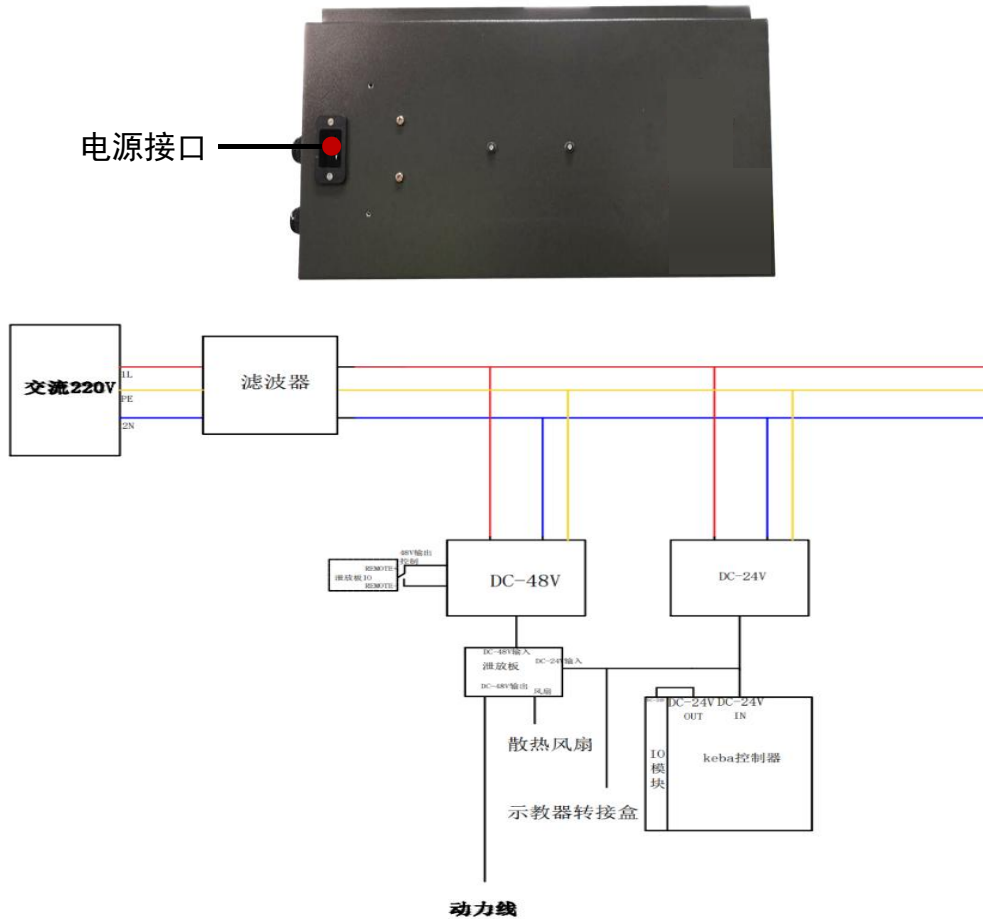 电源接口
交流220V
1L
PE
2N
滤波器
48V输出
控制
REMOTE+
泄放板IO
REMOTE-
DC-48V
DC-24V
DC-48V输入
泄放板
DC-24V输入
DC-48V输出
风扇
散热风扇
示教器转接盒
动力线
DC-24V
OUT
DC-24V
IN
IO
模
块
keba控制器